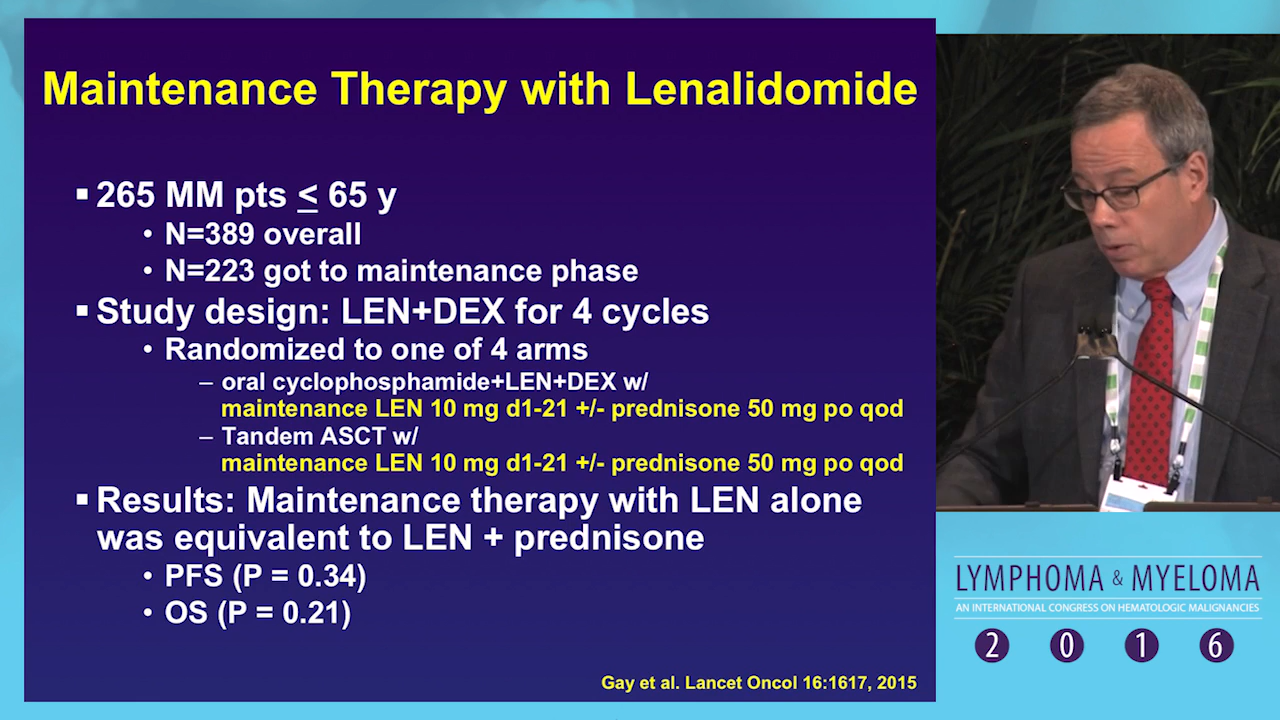 Maintenance Therapy with Lenalidomide
▪ 265 MM pts ≤ 65 y
• N=389 overall
• N=223 got to maintenance phase
▪ Study design: LEN+DEX for 4 cycles
• Randomized to one of 4 arms
– oral cyclophosphamide+LEN+DEX w/
maintenance LEN 10 mg d1-21 +/- prednisone 50 mg po qod
– Tandem ASCT w/
maintenance LEN 10 mg d1-21 +/- prednisone 50 mg po qod
▪ Results: Maintenance therapy with LEN alone
was equivalent to LEN + prednisone
• PFS (P = 0.34)
• OS (P = 0.21)
Gay et al. Lancet Oncol 16:1617, 2015
LYMPHOMA & MYELOMA
AN INTERNATIONAL CONGRESS ON HEMATOLOGIC MALIGNANCIES
2 0 1 6